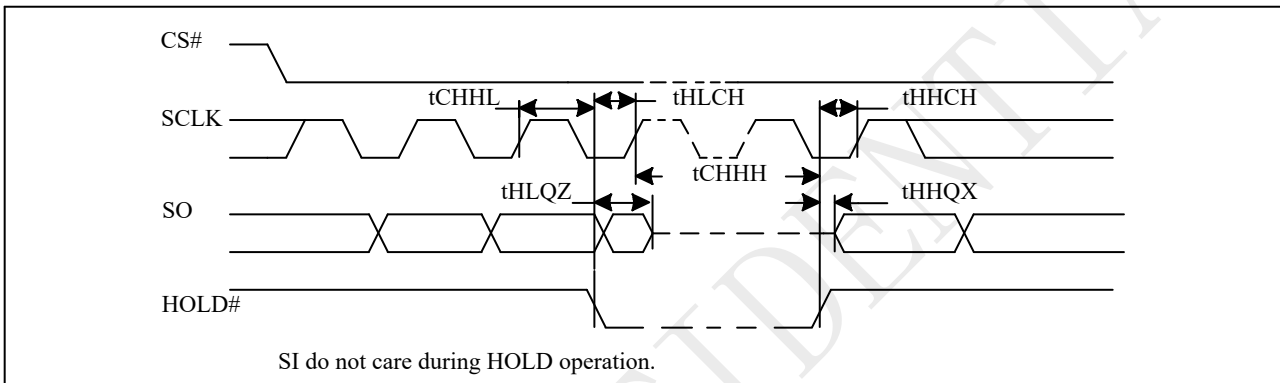 CS#
tCHHL
tHLCH
tHHCH
SCLK
tCHHH
tHLQZ
tHHQX
SO
HOLD#
SI do not care during HOLD operation.